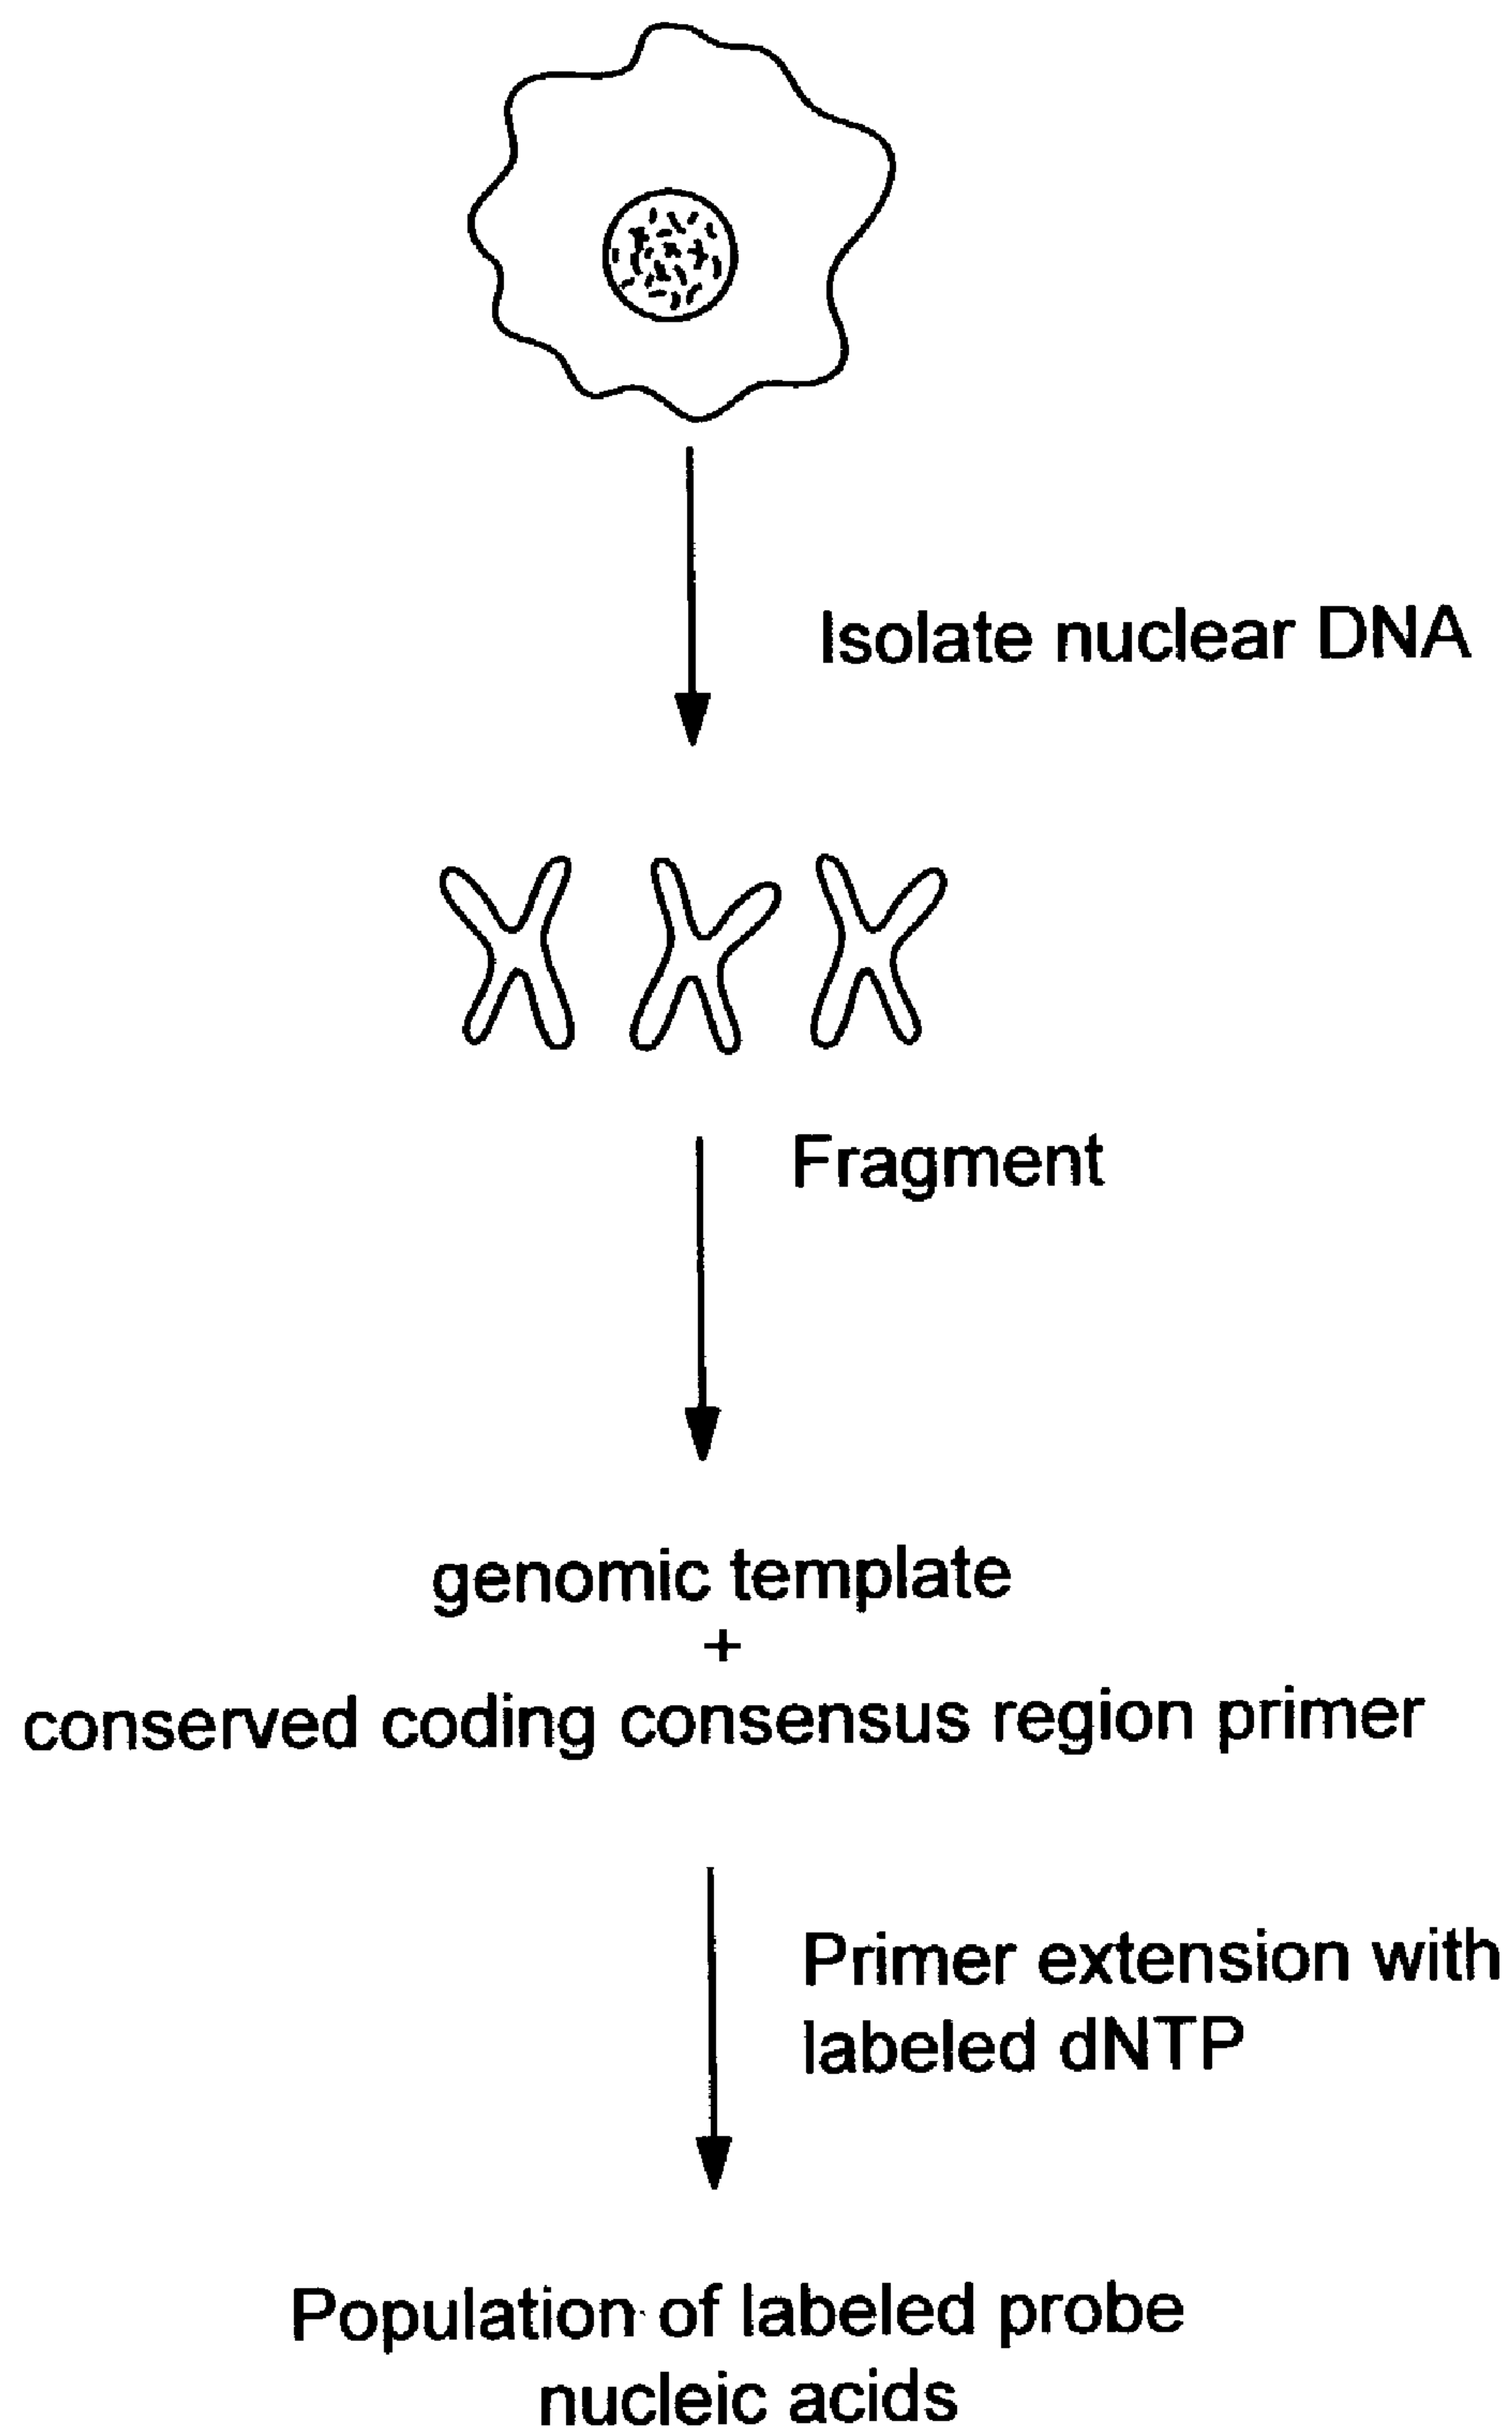 Isolate nuclear DNA
Fragment
genomic template
+
conserved coding consensus region primer
Primer extension with
labeled dNTP
Population of labeled probe
nucleic acids